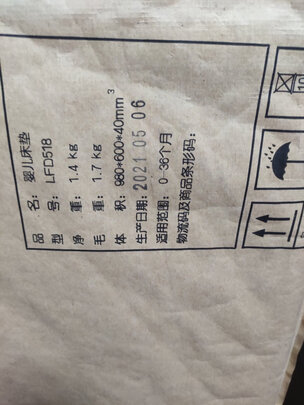 品 名: 婴儿床垫
型 号: LFD518
净 重: 1.4 kg
毛 重: 1.7 kg
体 积: 980*600*40mm³
生产日期: 2021 05 06
适用范围: 0-36个月
物流码及商品条形码:
10